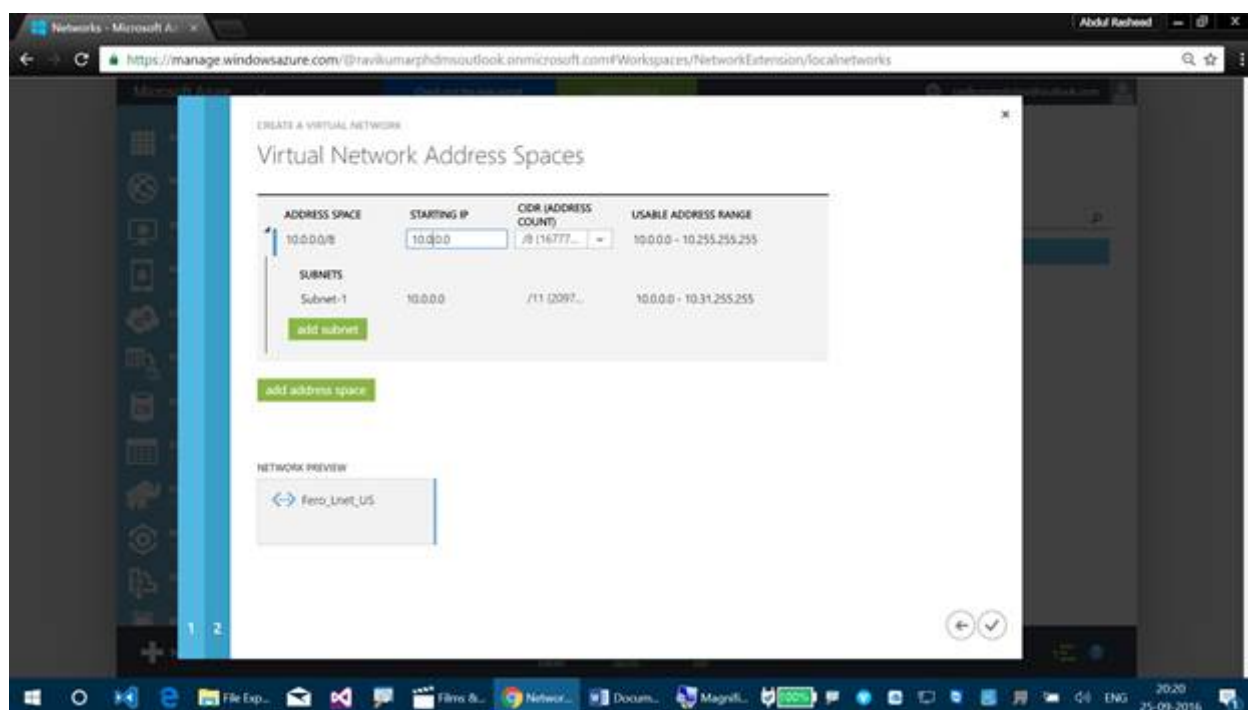 Networks - Microsoft A
Abdul Rasheed
https://manage.windowsazure.com/@ravikumarphdmsoutlook.onmicrosoft.com#Workspaces/NetworkExtension/localnetworks
Microsoft Azure
CREATE A VIRTUAL NETWORK
Virtual Network Address Spaces
ADDRESS SPACE STARTING IP CIDR (ADDRESS COUNT) USABLE ADDRESS RANGE
10.0.0.0/8 10.0.0.0 /8 (16777... 10.0.0.0 - 10.255.255.255
SUBNETS
Subnet-1 10.0.0.0 /11 (2097... 10.0.0.0 - 10.31.255.255
add subnet
add address space
NETWORK PREVIEW
Fero_Lnet_US
1 2
File Exp... Films &... Networ... Docum... Magnifi... 100% ENG 20:20
25-09-2016